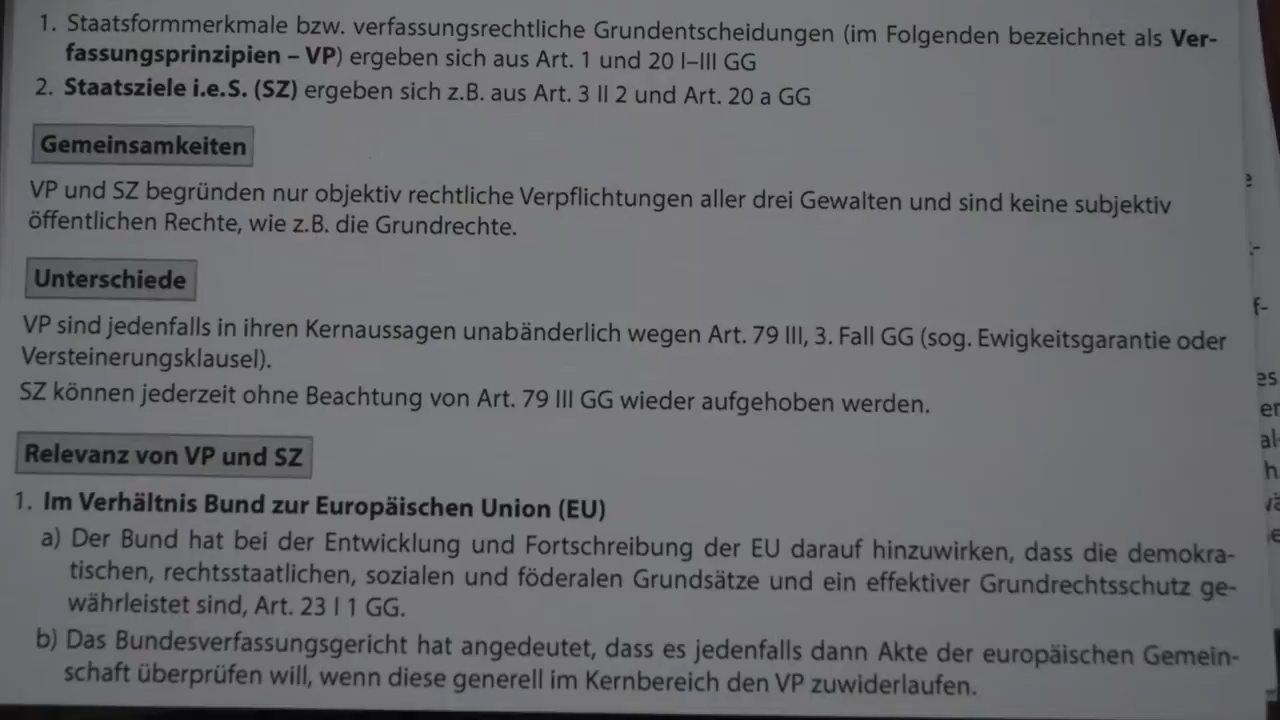 1. Staatsformmerkmale bzw. verfassungsrechtliche Grundentscheidungen (im Folgenden bezeichnet als Ver-
fassungsprinzipien – VP) ergeben sich aus Art. 1 und 20 I–III GG
2. Staatsziele i.e.S. (SZ) ergeben sich z.B. aus Art. 3 II 2 und Art. 20 a GG
Gemeinsamkeiten
VP und SZ begründen nur objektiv rechtliche Verpflichtungen aller drei Gewalten und sind keine subjektiv
öffentlichen Rechte, wie z.B. die Grundrechte.
Unterschiede
VP sind jedenfalls in ihren Kernaussagen unabänderlich wegen Art. 79 III, 3. Fall GG (sog. Ewigkeitsgarantie oder
Versteinerungsklausel).
SZ können jederzeit ohne Beachtung von Art. 79 III GG wieder aufgehoben werden.
Relevanz von VP und SZ
1. Im Verhältnis Bund zur Europäischen Union (EU)
a) Der Bund hat bei der Entwicklung und Fortschreibung der EU darauf hinzuwirken, dass die demokra-
tischen, rechtsstaatlichen, sozialen und föderalen Grundsätze und ein effektiver Grundrechtsschutz ge-
währleistet sind, Art. 23 I 1 GG.
b) Das Bundesverfassungsgericht hat angedeutet, dass es jedenfalls dann Akte der europäischen Gemein-
schaft überprüfen will, wenn diese generell im Kernbereich den VP zuwiderlaufen.